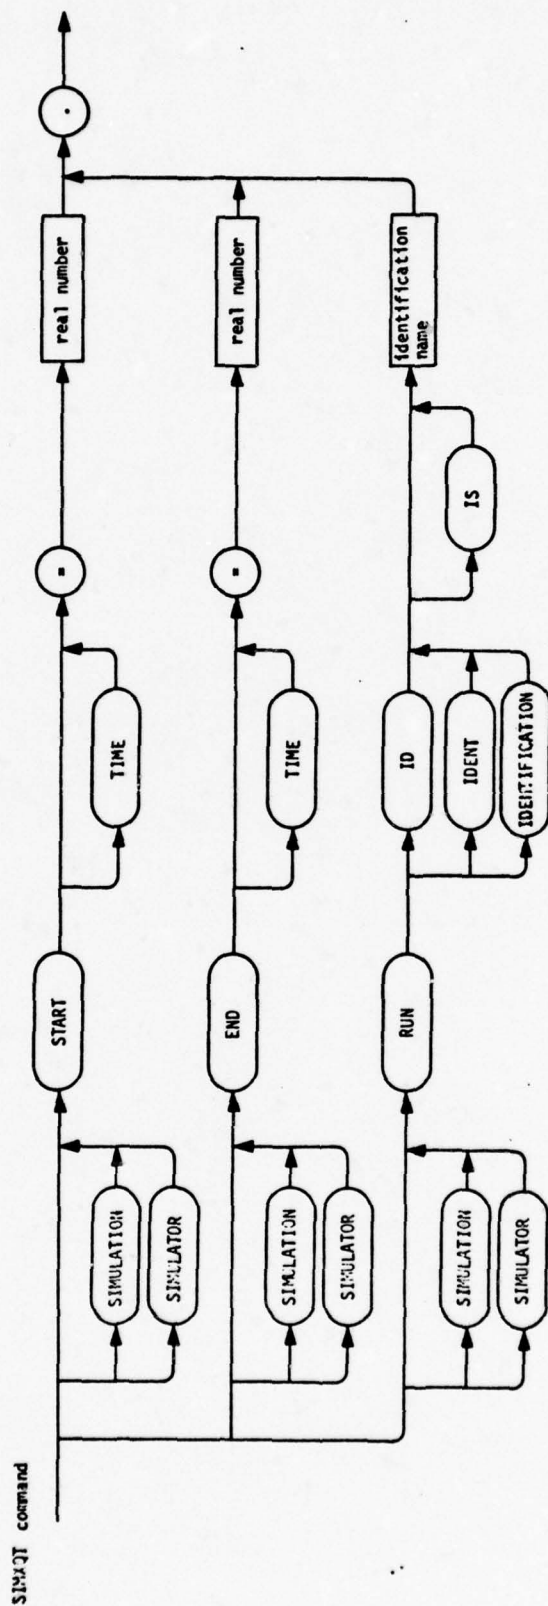 SIMXQT command
SIMULATION
SIMULATOR
START
TIME
=
real number
.
SIMULATION
SIMULATOR
END
TIME
=
real number
SIMULATION
SIMULATOR
RUN
ID
IDENT
IDENTIFICATION
IS
identification
name